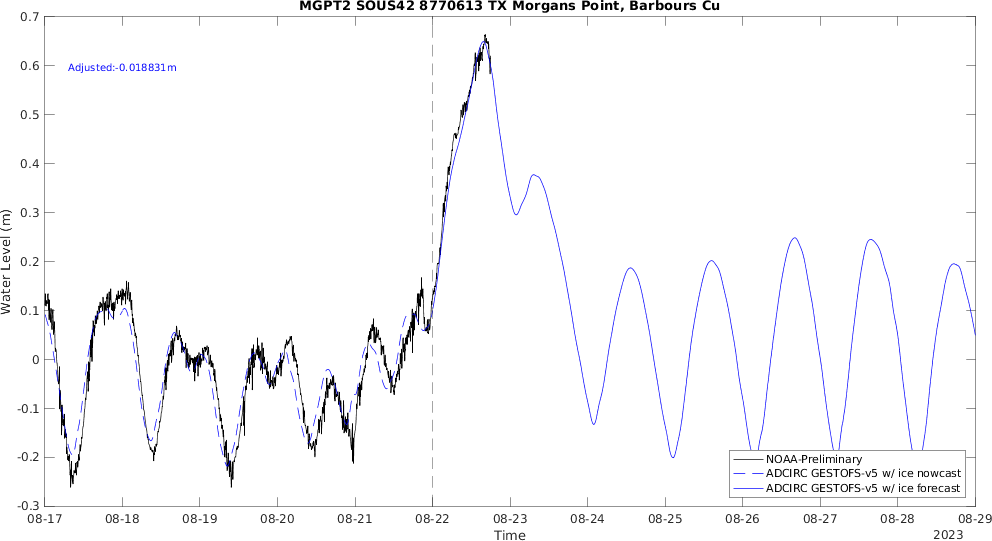 MGPT2 SOUS42 8770613 TX Morgans Point, Barbours Cu
Adjusted:-0.018831m
Water Level (m)
0.7
0.6
0.5
0.4
0.3
0.2
0.1
0
-0.1
-0.2
-0.3
NOAA-Preliminary
ADCIRC GESTOFS-v5 w/ ice nowcast
ADCIRC GESTOFS-v5 w/ ice forecast
08-17 08-18 08-19 08-20 08-21 08-22 08-23 08-24 08-25 08-26 08-27 08-28 08-29
Time
2023